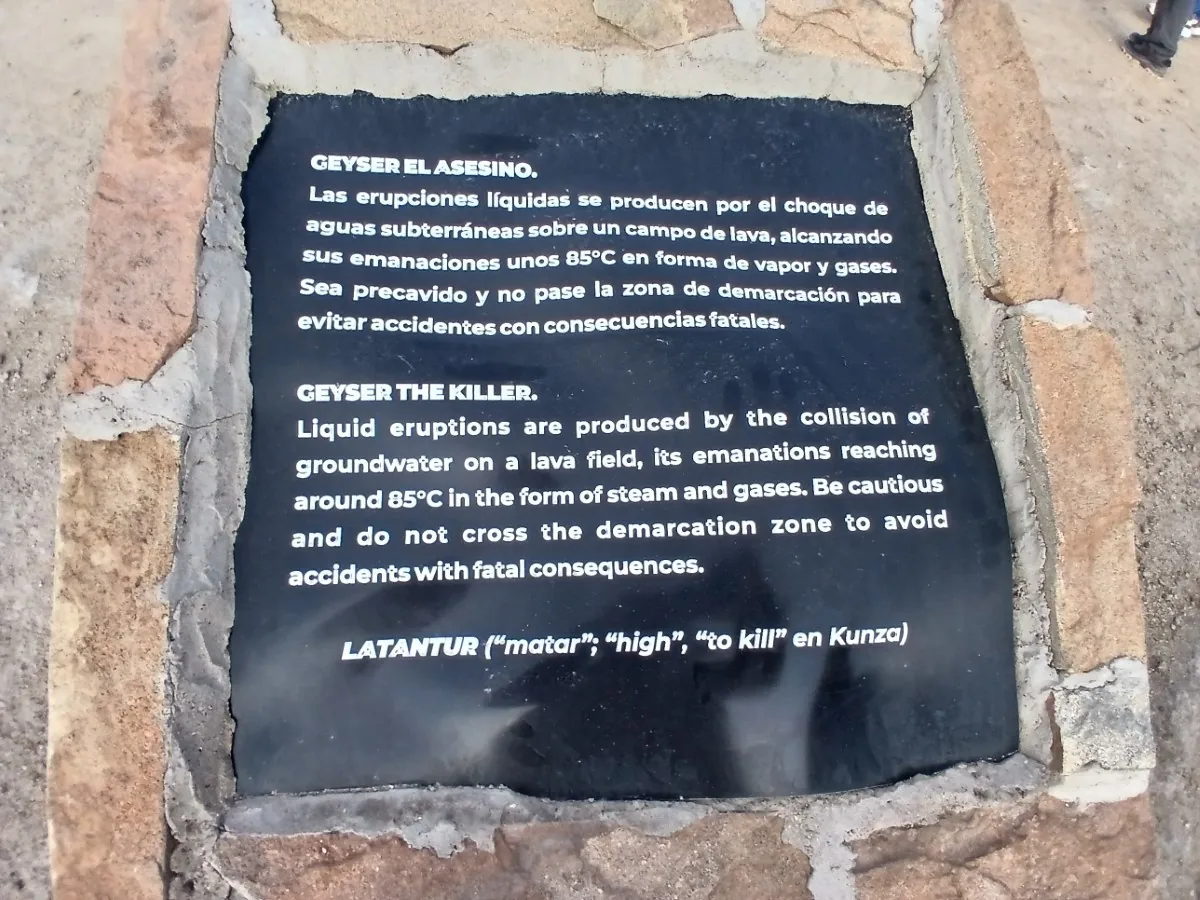 GEYSER EL ASESINO.
Las erupciones líquidas se producen por el choque de
aguas subterráneas sobre un campo de lava, alcanzando
sus emanaciones unos 85°C en forma de vapor y gases.
Sea precavido y no pase la zona de demarcación para
evitar accidentes con consecuencias fatales.
GEYSER THE KILLER.
Liquid eruptions are produced by the collision of
groundwater on a lava field, its emanations reaching
around 85°C in the form of steam and gases. Be cautious
and do not cross the demarcation zone to avoid
accidents with fatal consequences.
LATANTUR (“matar”; “high”, “to kill” en Kunza)